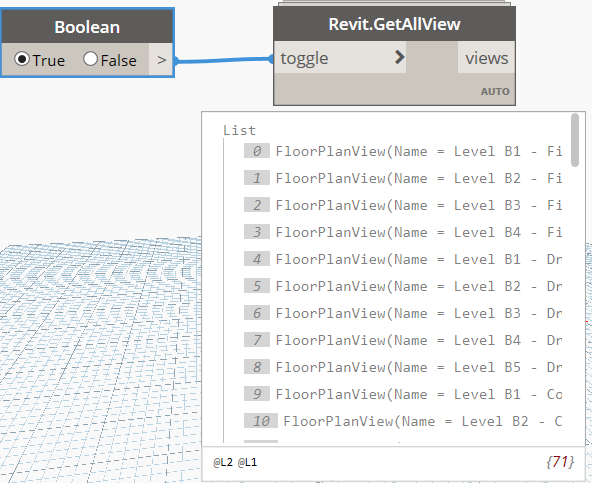 Boolean
True False >
Revit.GetAllView
toggle > views
AUTO
List
0 FloorPlanView(Name = Level B1 - Fi
1 FloorPlanView(Name = Level B2 - Fi
2 FloorPlanView(Name = Level B3 - Fi
3 FloorPlanView(Name = Level B4 - Fi
4 FloorPlanView(Name = Level B1 - Dr
5 FloorPlanView(Name = Level B2 - Dr
6 FloorPlanView(Name = Level B3 - Dr
7 FloorPlanView(Name = Level B4 - Dr
8 FloorPlanView(Name = Level B5 - Dr
9 FloorPlanView(Name = Level B1 - Co
10 FloorPlanView(Name = Level B2 - C
@L2 @L1 {71}